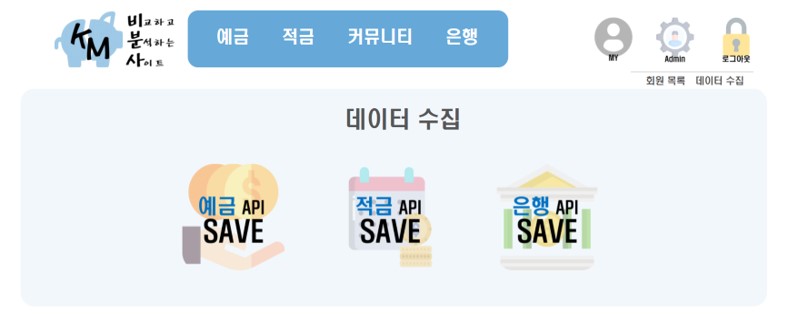 KM
비교하고
분석하는
사이트
예금 적금 커뮤니티 은행
MY Admin 로그아웃
회원 목록 데이터 수집
데이터 수집
예금 API
SAVE
적금 API
SAVE
은행 API
SAVE